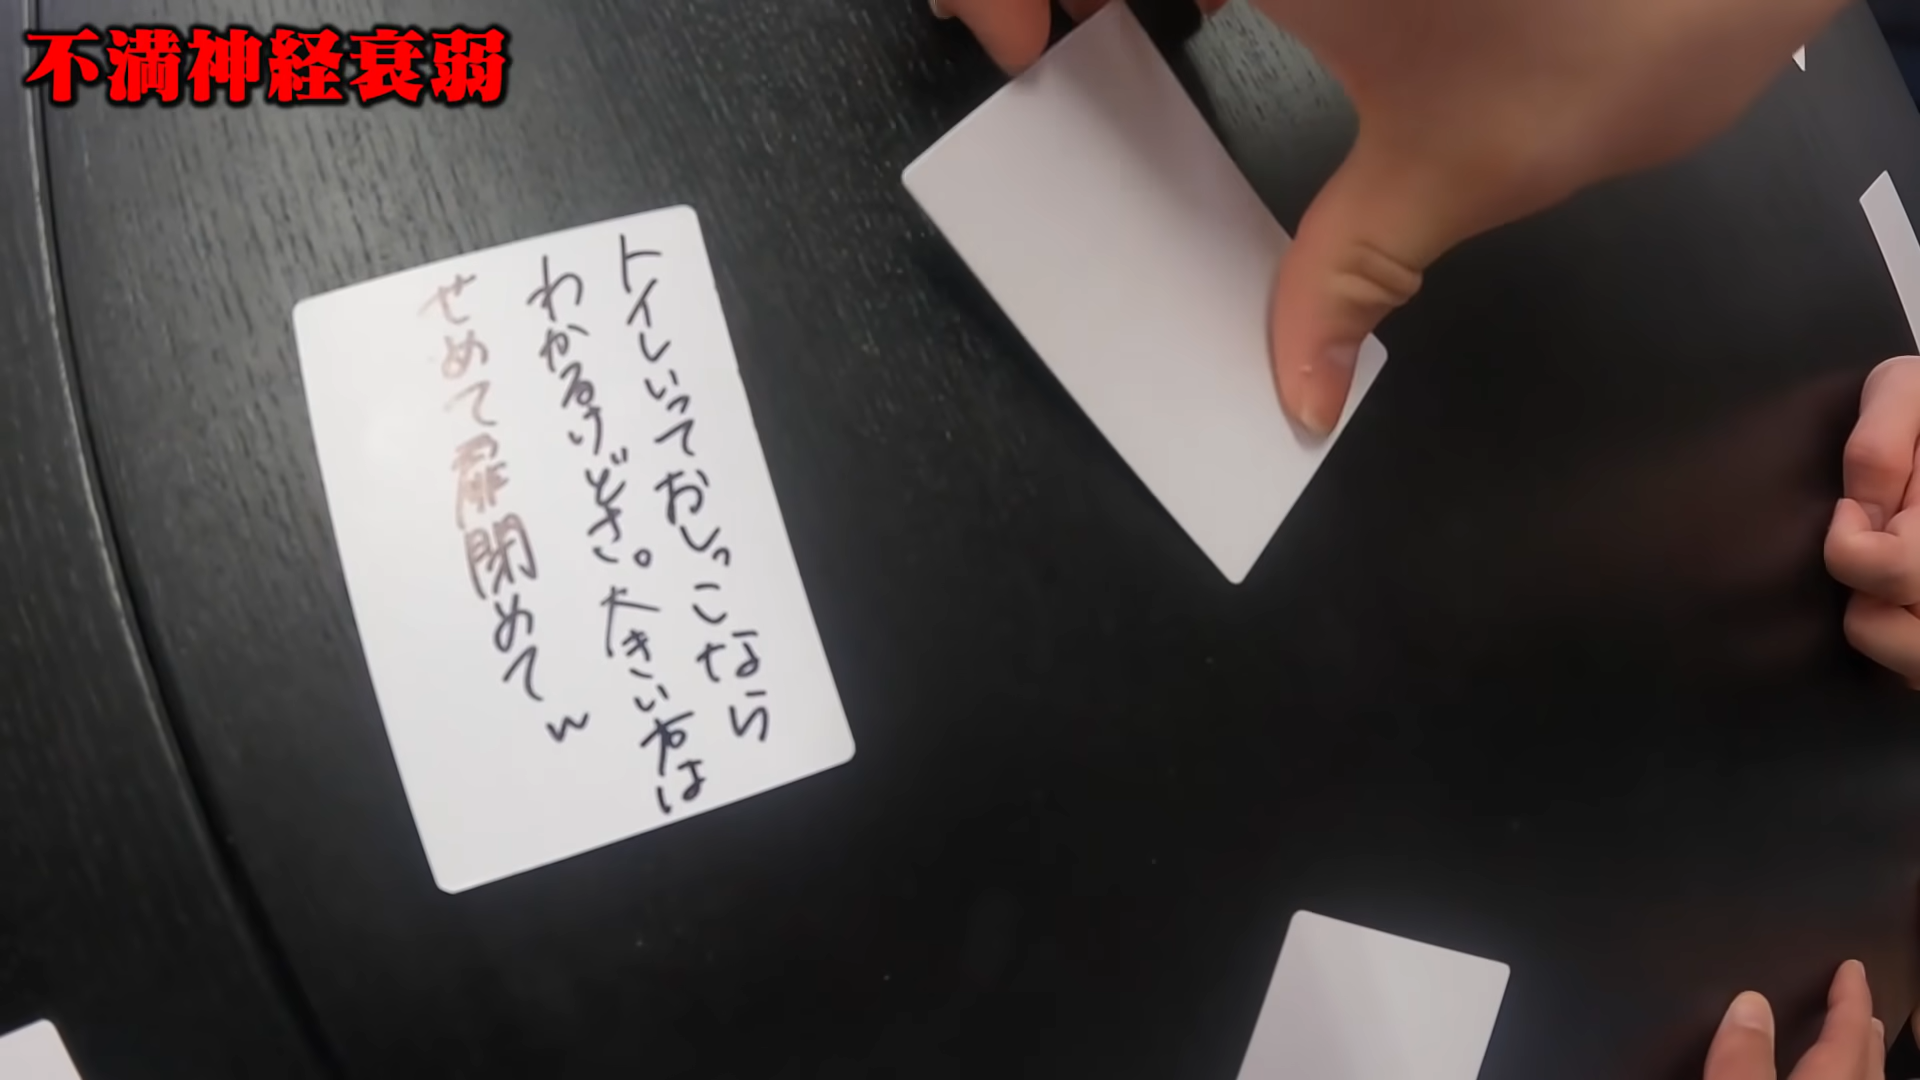 不満神経衰弱
トイレいっておしっこなら
わかるけどさ。大きい方は
せめて扉閉めてw